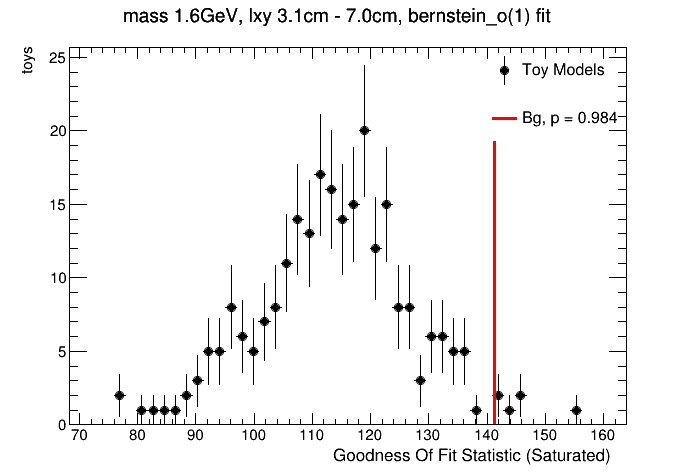 mass 1.6GeV, lxy 3.1cm - 7.0cm, bernstein_o(1) fit
toys
25
20
15
10
5
0
Toy Models
Bg, p = 0.984
70 80 90 100 110 120 130 140 150 160
Goodness Of Fit Statistic (Saturated)